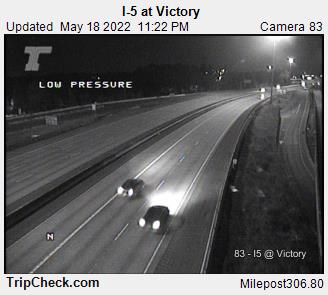 I-5 at Victory
Updated May 18 2022 11:22 PM Camera 83
T
LOW PRESSURE
N
83 - I5 @ Victory
TripCheck.com Milepost306.80